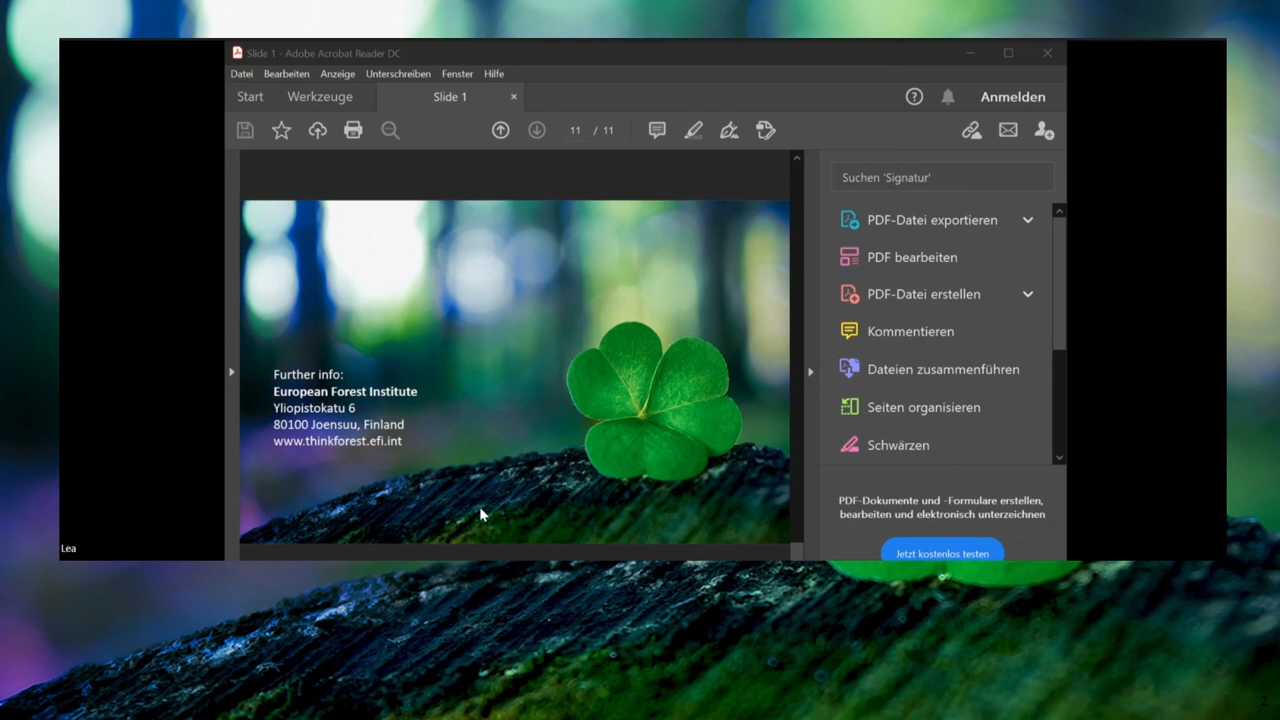 Slide 1 - Adobe Acrobat Reader DC
Datei Bearbeiten Anzeige Unterschreiben Fenster Hilfe
Start Werkzeuge Slide 1 × ? Anmelden
11 / 11
Suchen 'Signatur'
PDF-Datei exportieren
PDF bearbeiten
PDF-Datei erstellen
Kommentieren
Dateien zusammenführen
Seiten organisieren
Schwärzen
PDF-Dokumente und -Formulare erstellen,
bearbeiten und elektronisch unterzeichnen
Jetzt kostenlos testen
Further info:
European Forest Institute
Yliopistokatu 6
80100 Joensuu, Finland
www.thinkforest.efi.int
Lea
2